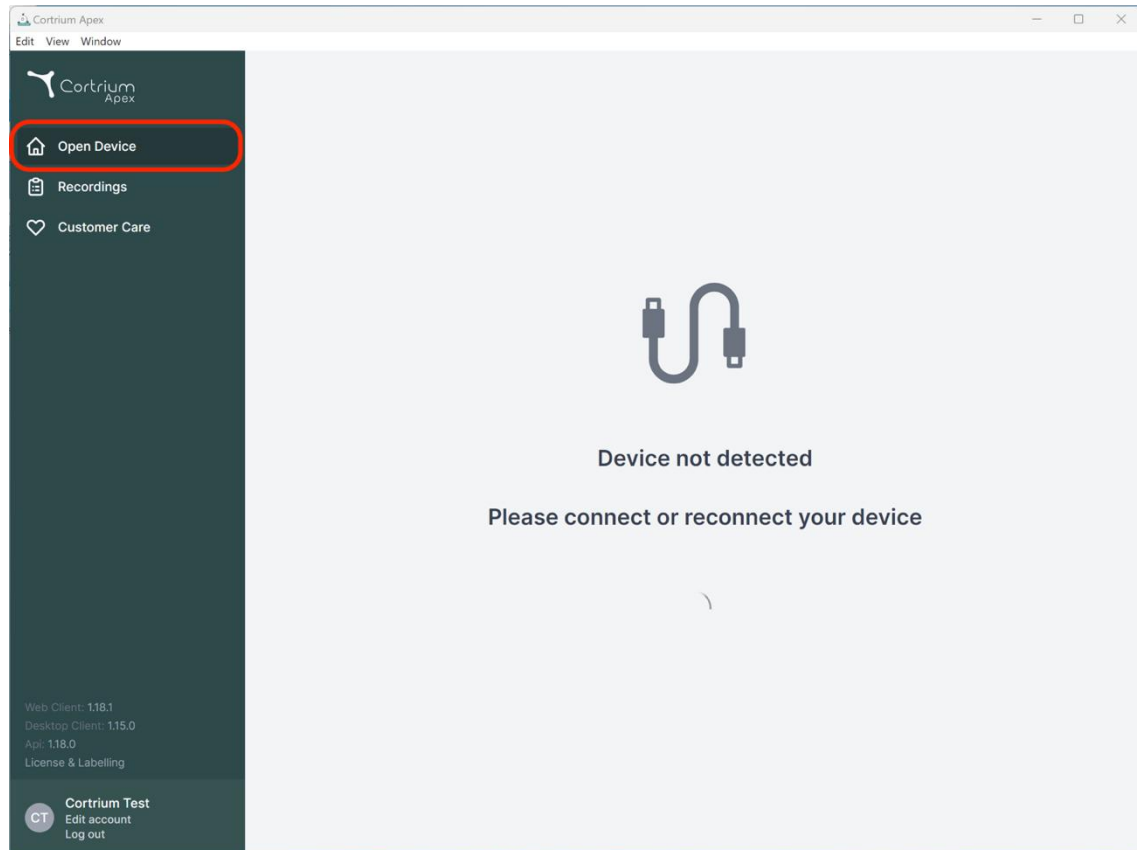 Cortrium Apex
Edit View Window
Cortrium
Apex
Open Device
Recordings
Customer Care
Device not detected
Please connect or reconnect your device
Web Client: 1.18.1
Desktop Client: 1.15.0
Api: 1.18.0
License & Labelling
CT
Cortrium Test
Edit account
Log out